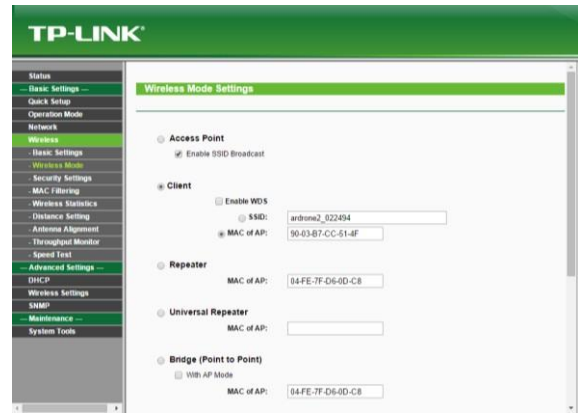 TP-LINK
Status
--- Basic Settings ---
Quick Setup
Operation Mode
Network
Wireless
- Basic Settings
- Wireless Mode
- Security Settings
- MAC Filtering
- Wireless Statistics
- Distance Setting
- Antenna Alignment
- Throughput Monitor
- Speed Test
--- Advanced Settings ---
DHCP
Wireless Settings
SNMP
--- Maintenance ---
System Tools
Wireless Mode Settings
Access Point
Enable SSID Broadcast
Client
Enable WDS
SSID: ardrone2_022494
MAC of AP: 90-03-B7-CC-51-4F
Repeater
MAC of AP: 04-FE-7F-D6-0D-C8
Universal Repeater
MAC of AP:
Bridge (Point to Point)
With AP Mode
MAC of AP: 04-FE-7F-D6-0D-C8